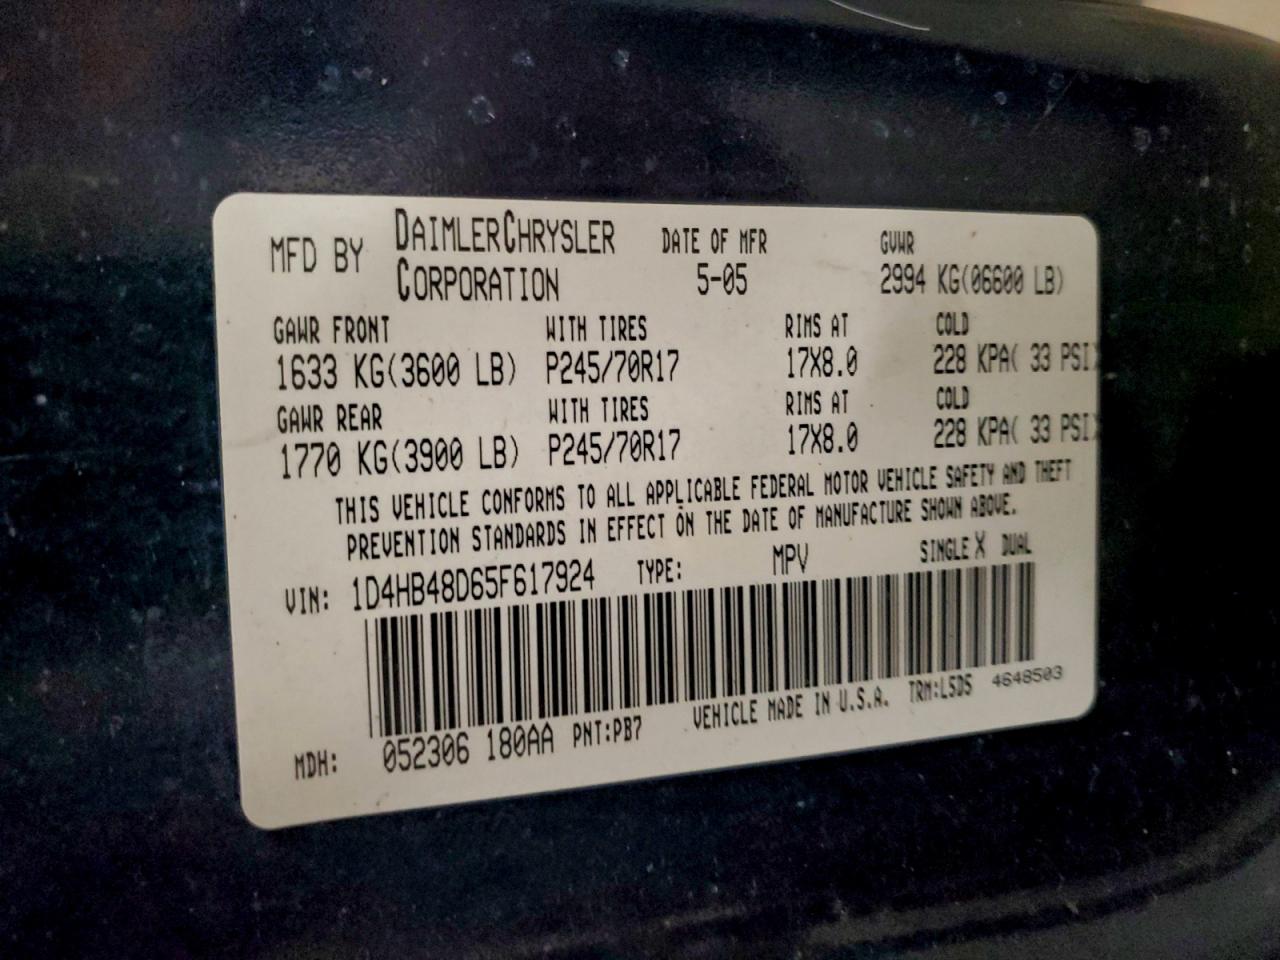 MFD BY DAIMLERCHRYSLER CORPORATION DATE OF MFR 5-05 GVWR 2994 KG(06600 LB)
GAWR FRONT WITH TIRES RIMS AT COLD
1633 KG(3600 LB) P245/70R17 17X8.0 228 KPA( 33 PSI)
GAWR REAR WITH TIRES RIMS AT COLD
1770 KG(3900 LB) P245/70R17 17X8.0 228 KPA( 33 PSI)
THIS VEHICLE CONFORMS TO ALL APPLICABLE FEDERAL MOTOR VEHICLE SAFETY AND THEFT
PREVENTION STANDARDS IN EFFECT ON THE DATE OF MANUFACTURE SHOWN ABOVE.
VIN: 1D4HB48D65F617924 TYPE: MPV SINGLE X DUAL
MDH: 052306 180AA PNT:PB7 VEHICLE MADE IN U.S.A. TRM:L5D5 4648503